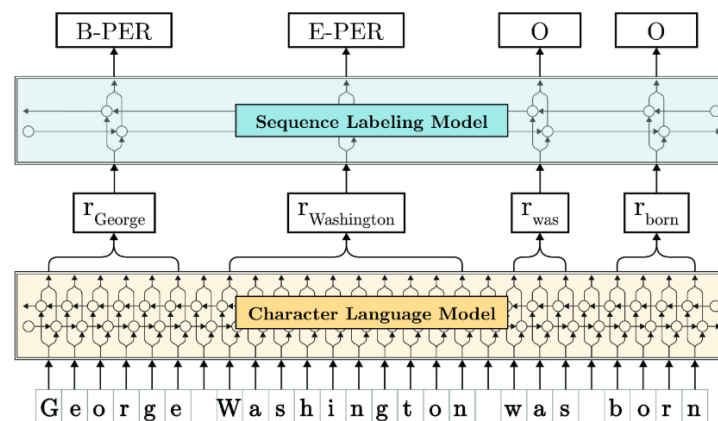 B-PER E-PER O O
Sequence Labeling Model
r George r Washington r was r born
Character Language Model
G e o r g e W a s h i n g t o n w a s b o r n